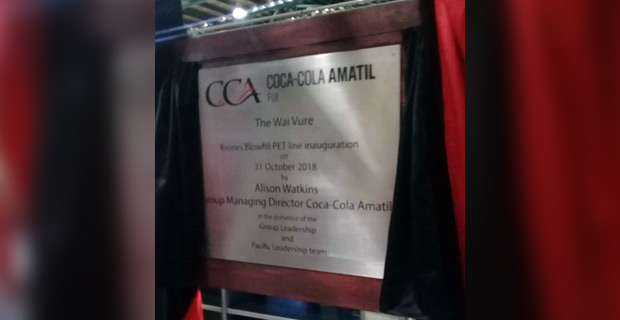 CCA COCA-COLA AMATIL
FIJI
The Wai Vure
Krones Blowfill PET line inauguration
on
31 October 2018
by
Alison Watkins
Group Managing Director Coca-Cola Amatil
in the presence of the
Group Leadership
and
Pacific Leadership team